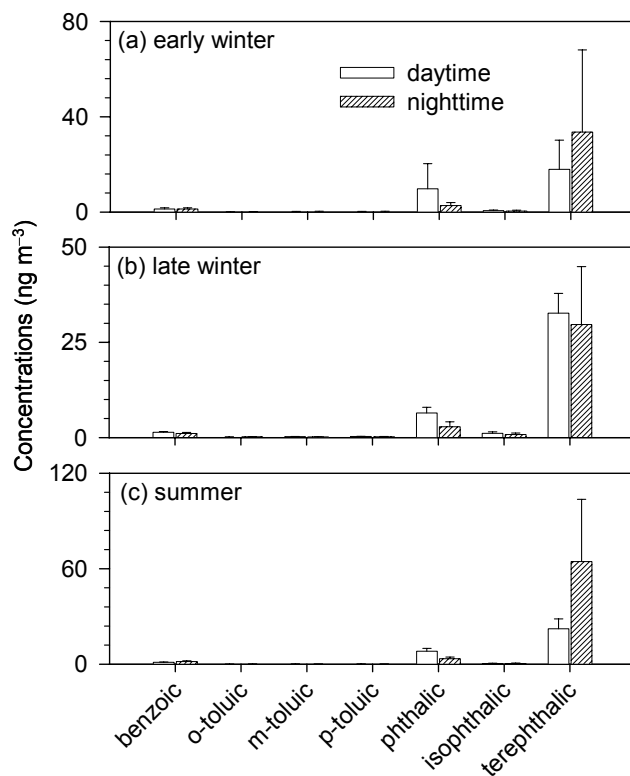 Concentrations (ng m⁻³)
(a) early winter
daytime
nighttime
80
40
0
(b) late winter
50
25
0
(c) summer
120
60
0
benzoic
o-toluic
m-toluic
p-toluic
phthalic
isophthalic
terephthalic